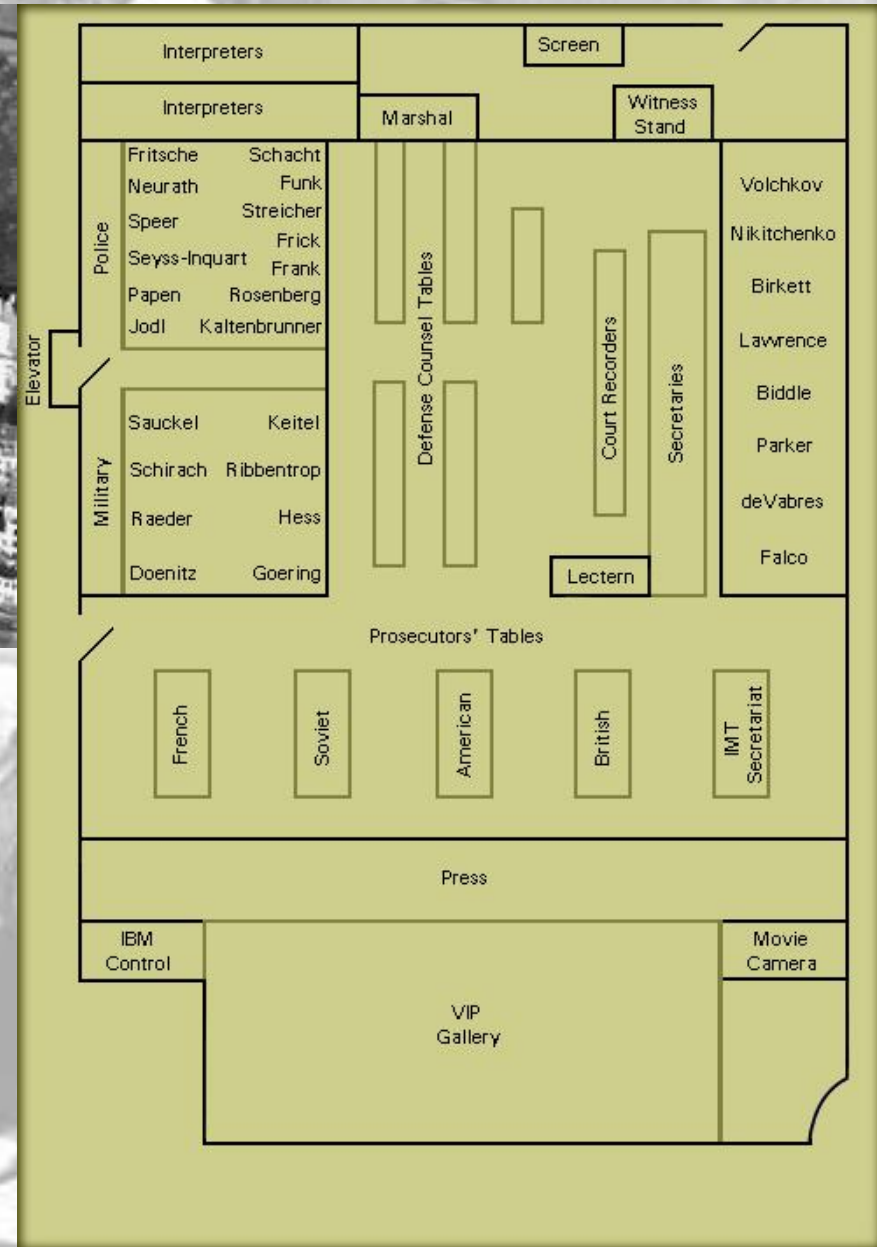 Interpreters
Screen
Interpreters
Marshal
Witness
Stand
Police
Fritsche Schacht
Neurath Funk
Speer Streicher
Frick
Seyss-Inquart Frank
Papen Rosenberg
Jodl Kaltenbrunner
Elevator
Military
Sauckel Keitel
Schirach Ribbentrop
Raeder Hess
Doenitz Goering
Defense Counsel Tables
Court Recorders
Secretaries
Lectern
Volchkov
Nikitchenko
Birkett
Lawrence
Biddle
Parker
deVabres
Falco
Prosecutors' Tables
French
Soviet
American
British
IMT
Secretariat
Press
IBM
Control
Movie
Camera
VIP
Gallery